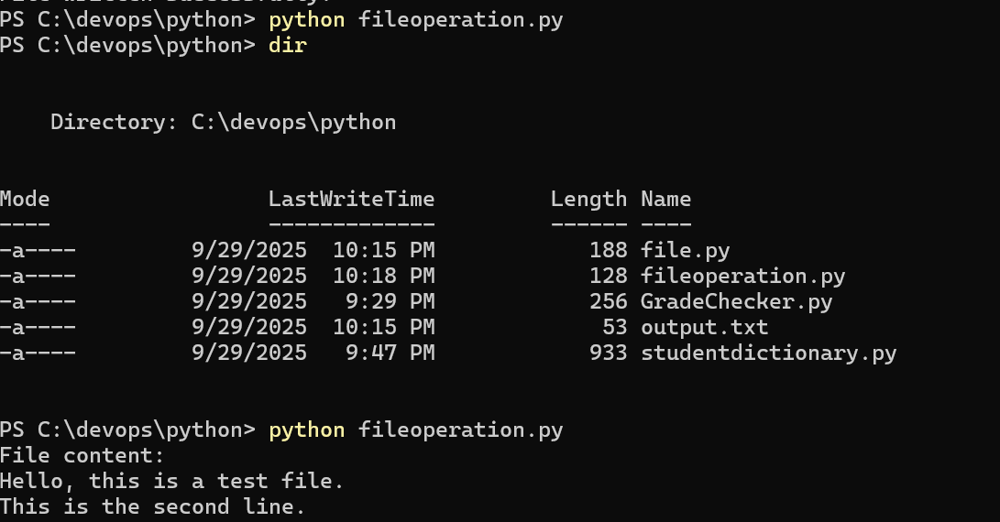 PS C:\devops\python> python fileoperation.py
PS C:\devops\python> dir
Directory: C:\devops\python
Mode LastWriteTime Length Name
---- ------------- ------ ----
-a---- 9/29/2025 10:15 PM 188 file.py
-a---- 9/29/2025 10:18 PM 128 fileoperation.py
-a---- 9/29/2025 9:29 PM 256 GradeChecker.py
-a---- 9/29/2025 10:15 PM 53 output.txt
-a---- 9/29/2025 9:47 PM 933 studentdictionary.py
PS C:\devops\python> python fileoperation.py
File content:
Hello, this is a test file.
This is the second line.